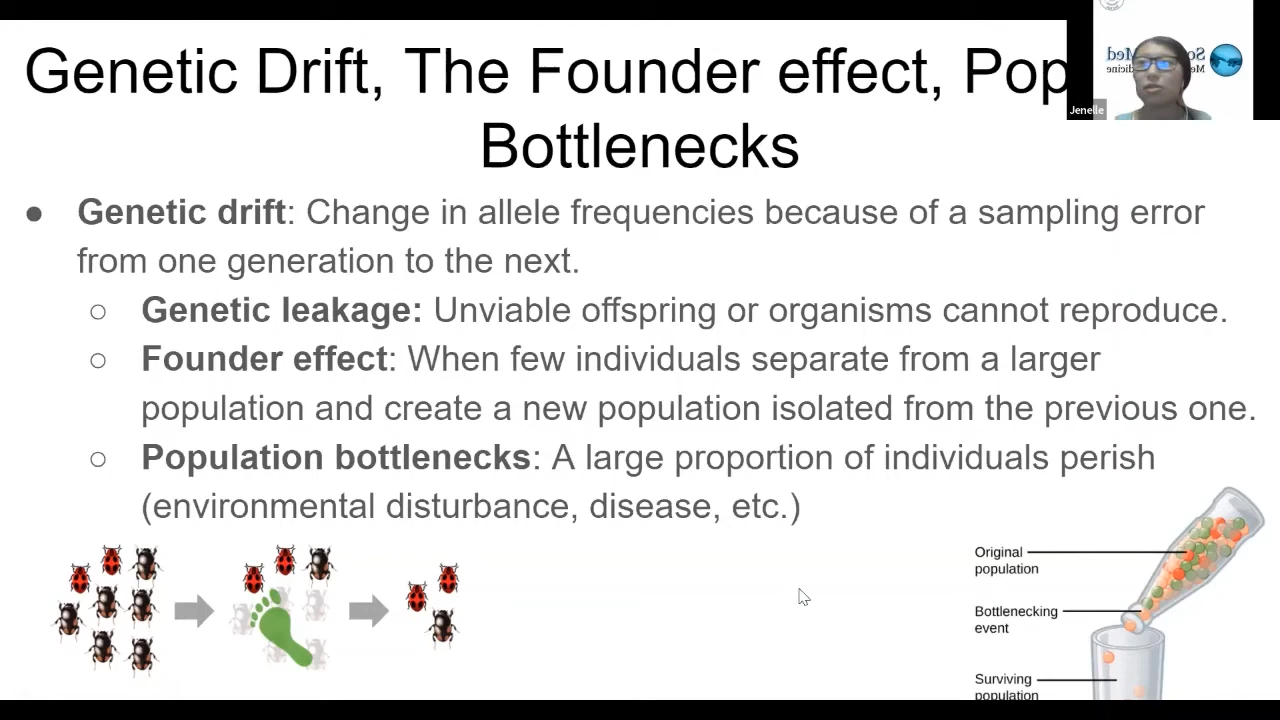 Genetic Drift, The Founder effect, Pop
Bottlenecks
Jenelle
● Genetic drift: Change in allele frequencies because of a sampling error
from one generation to the next.
○ Genetic leakage: Unviable offspring or organisms cannot reproduce.
○ Founder effect: When few individuals separate from a larger
population and create a new population isolated from the previous one.
○ Population bottlenecks: A large proportion of individuals perish
(environmental disturbance, disease, etc.)
Original
population
Bottlenecking
event
Surviving
population